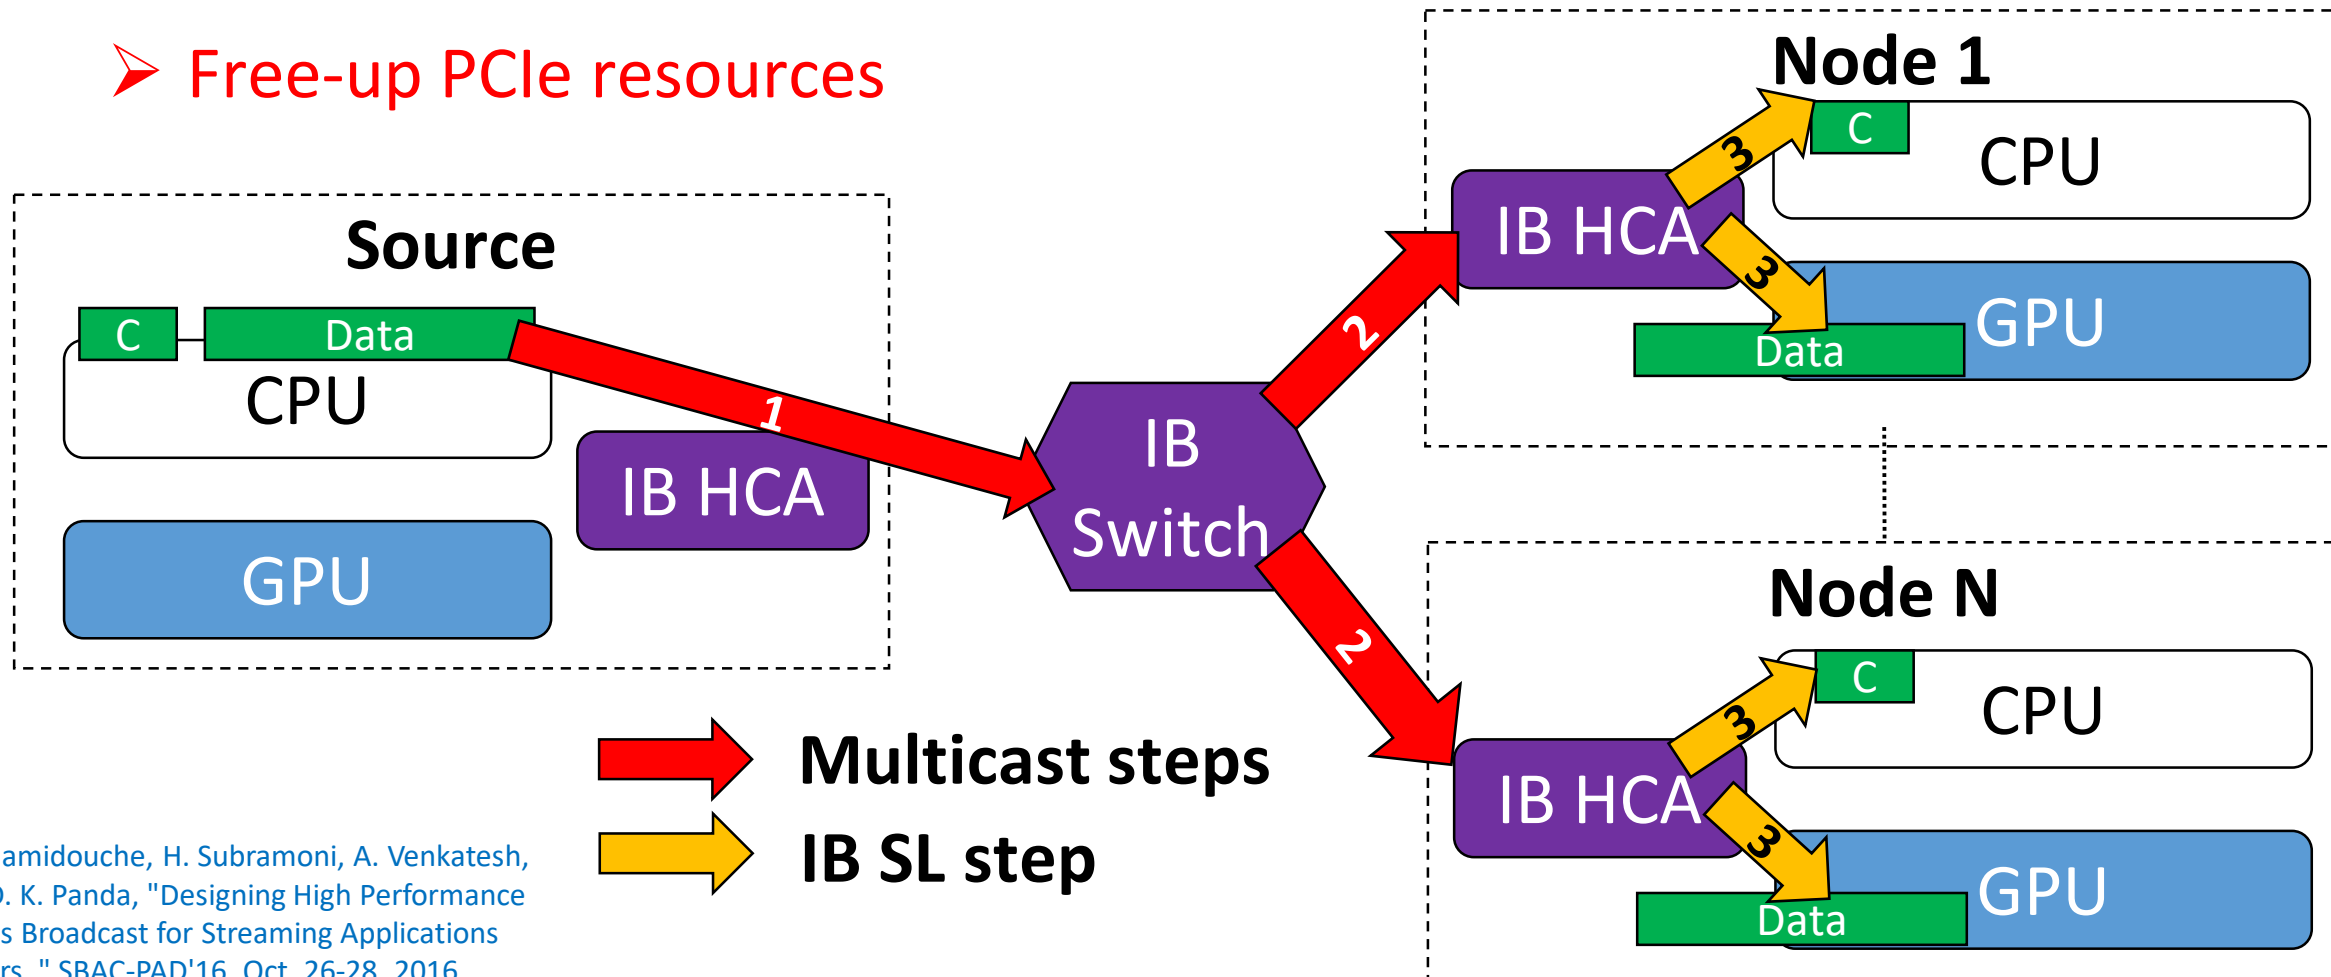 Free-up PCIe resources
Source
C
Data
CPU
1
IB HCA
GPU
IB
Switch
2
2
Node 1
3
C
CPU
IB HCA
3
GPU
Data
Node N
3
C
CPU
IB HCA
3
GPU
Data
Multicast steps
IB SL step
amidouche, H. Subramoni, A. Venkatesh,
. K. Panda, "Designing High Performance
s Broadcast for Streaming Applications
rs, " SBAC-PAD'16, Oct. 26-28, 2016